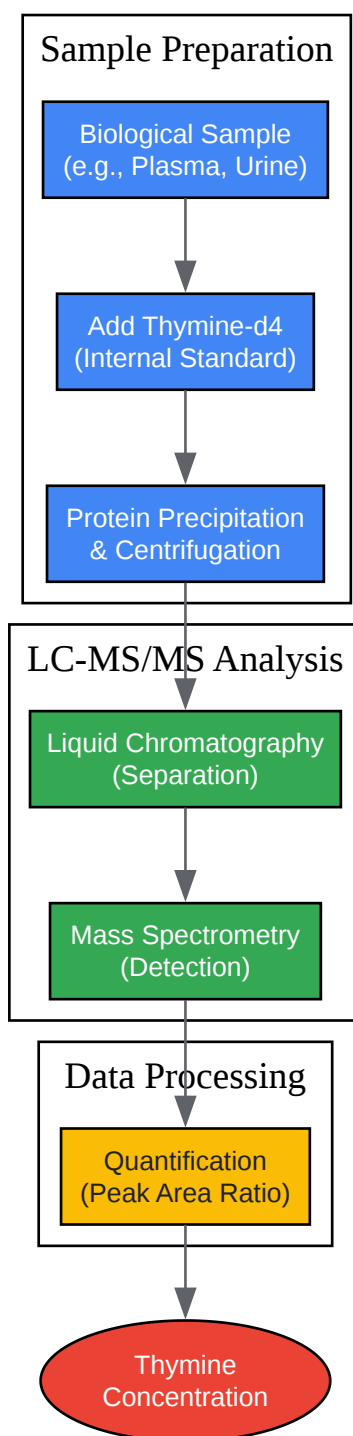 Sample Preparation
Biological Sample
(e.g., Plasma, Urine)
Add Thymine-d4
(Internal Standard)
Protein Precipitation
& Centrifugation
LC-MS/MS Analysis
Liquid Chromatography
(Separation)
Mass Spectrometry
(Detection)
Data Processing
Quantification
(Peak Area Ratio)
Thymine
Concentration